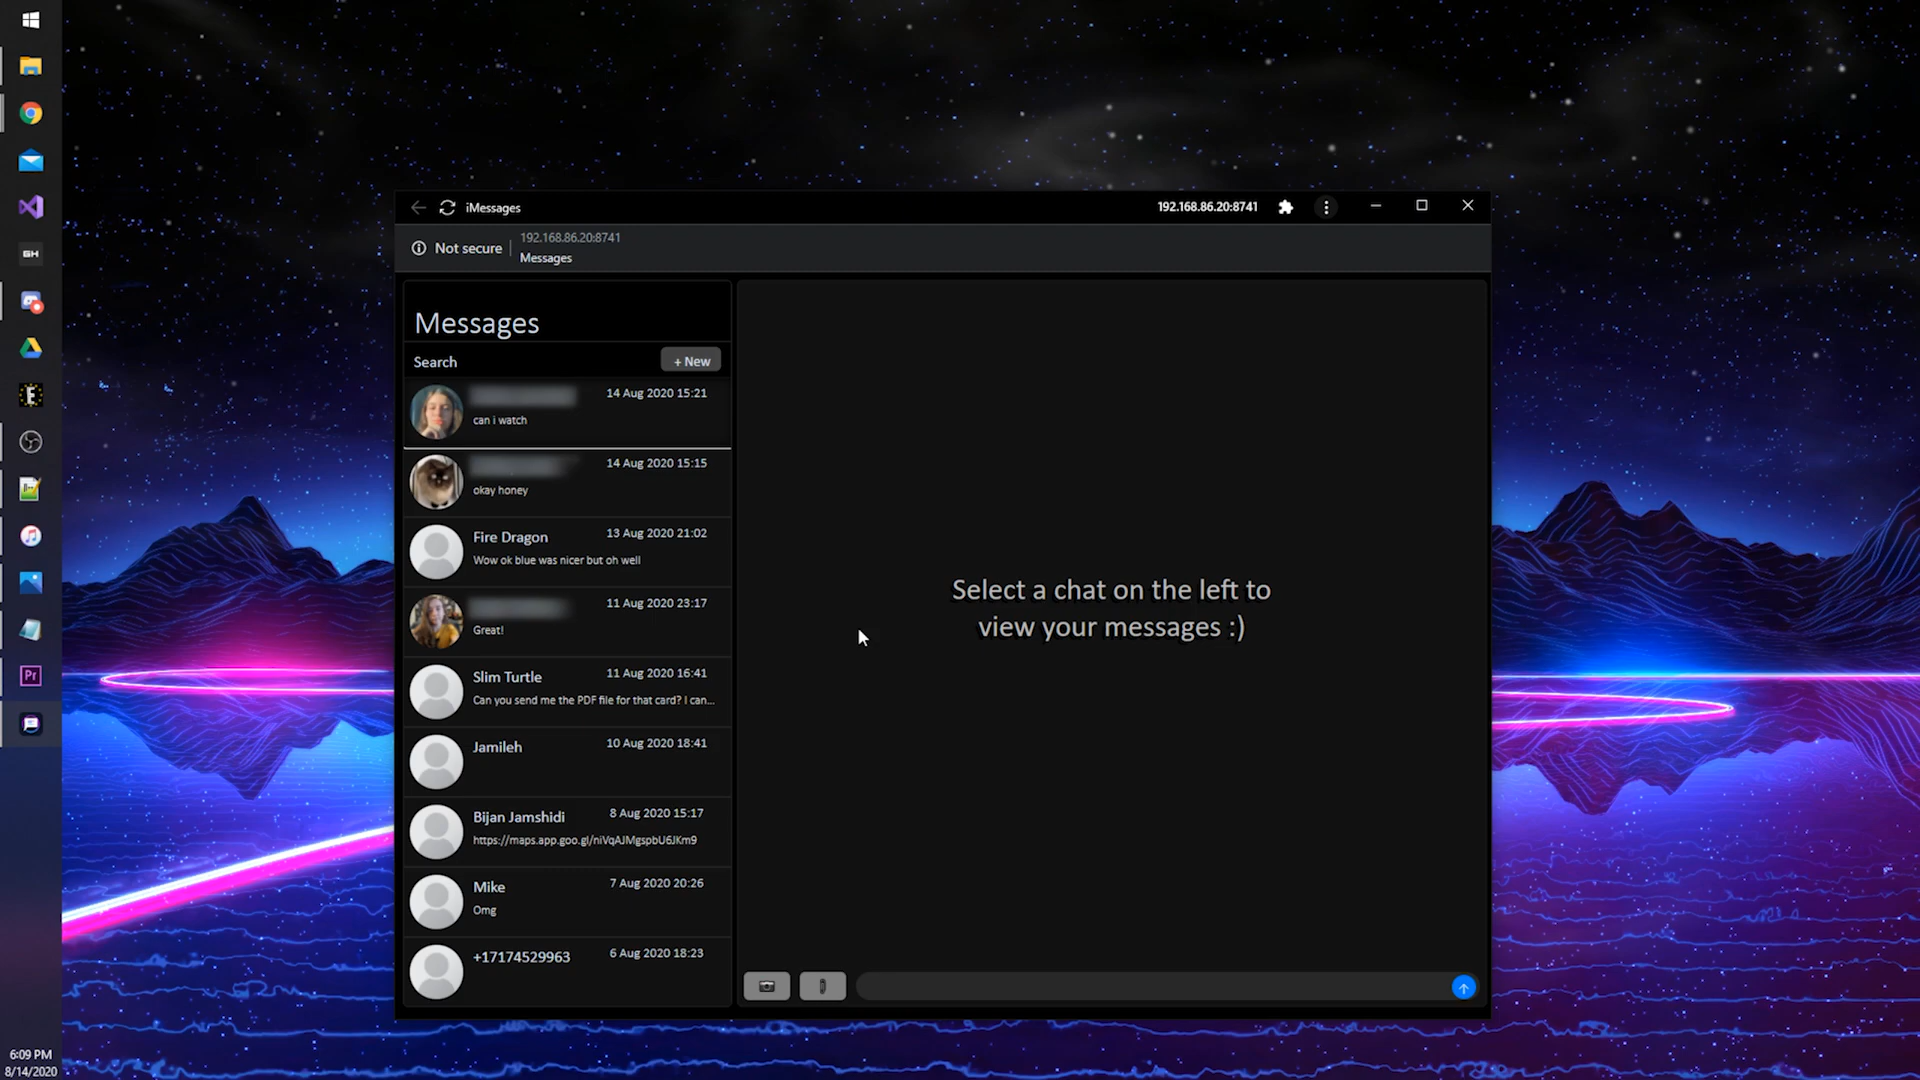 iMessages
192.168.86.20:8741
Not secure
192.168.86.20:8741
Messages
Messages
Search
+ New
14 Aug 2020 15:21
can i watch
14 Aug 2020 15:15
okay honey
Fire Dragon
13 Aug 2020 21:02
Wow ok blue was nicer but oh well
11 Aug 2020 23:17
Great!
Slim Turtle
11 Aug 2020 16:41
Can you send me the PDF file for that card? I can...
Jamileh
10 Aug 2020 18:41
Bijan Jamshidi
8 Aug 2020 15:17
https://maps.app.goo.gl/niVqAJMgspbU6JKm9
Mike
7 Aug 2020 20:26
Omg
+17174529963
6 Aug 2020 18:23
Select a chat on the left to
view your messages :)
GH
E
Pr
6:09 PM
8/14/2020